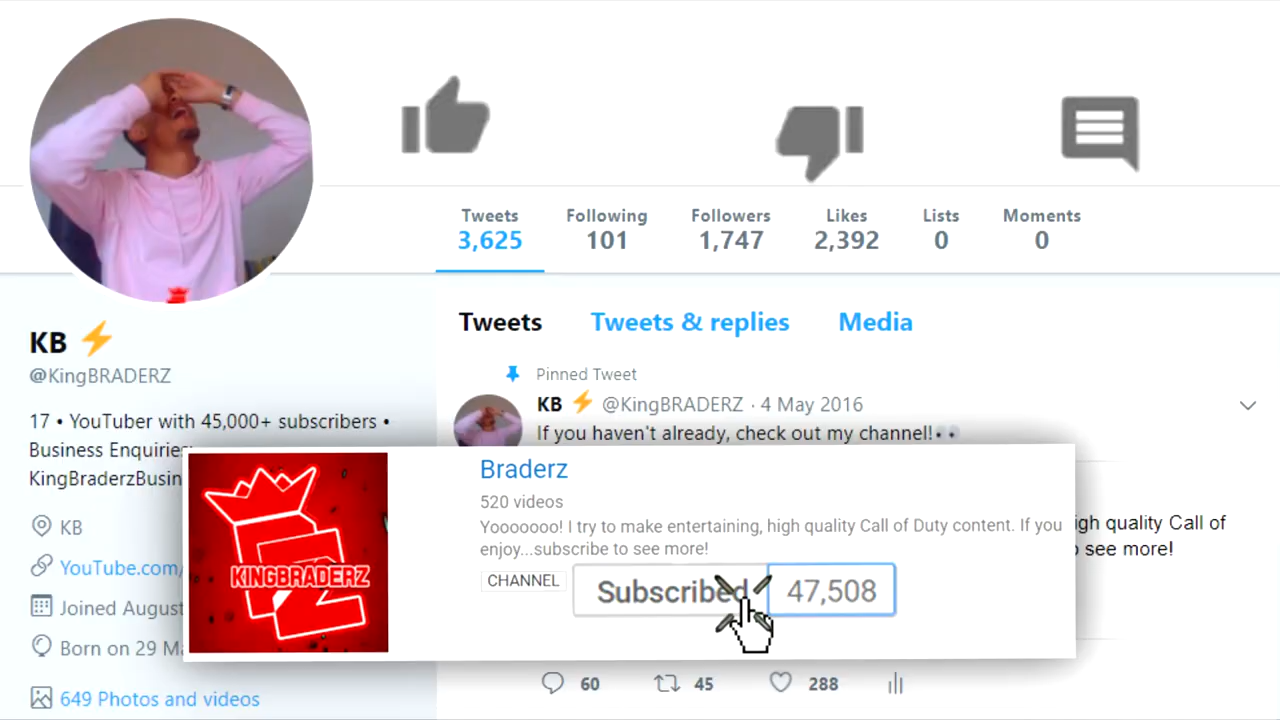 Tweets Following Followers Likes Lists Moments
3,625 101 1,747 2,392 0 0
KB⚡
@KingBRADERZ
17 • YouTuber with 45,000+ subscribers •
Business Enquiries
KingBraderzBusin
KB
YouTube.com/
Joined August
Born on 29 M
649 Photos and videos
Tweets Tweets & replies Media
Pinned Tweet
KB⚡ @KingBRADERZ · 4 May 2016
If you haven't already, check out my channel!👀
KINGBRADERZ
Braderz
520 videos
Yooooooo! I try to make entertaining, high quality Call of Duty content. If you
enjoy...subscribe to see more!
CHANNEL Subscribed 47,508
igh quality Call of
see more!
60 45 288